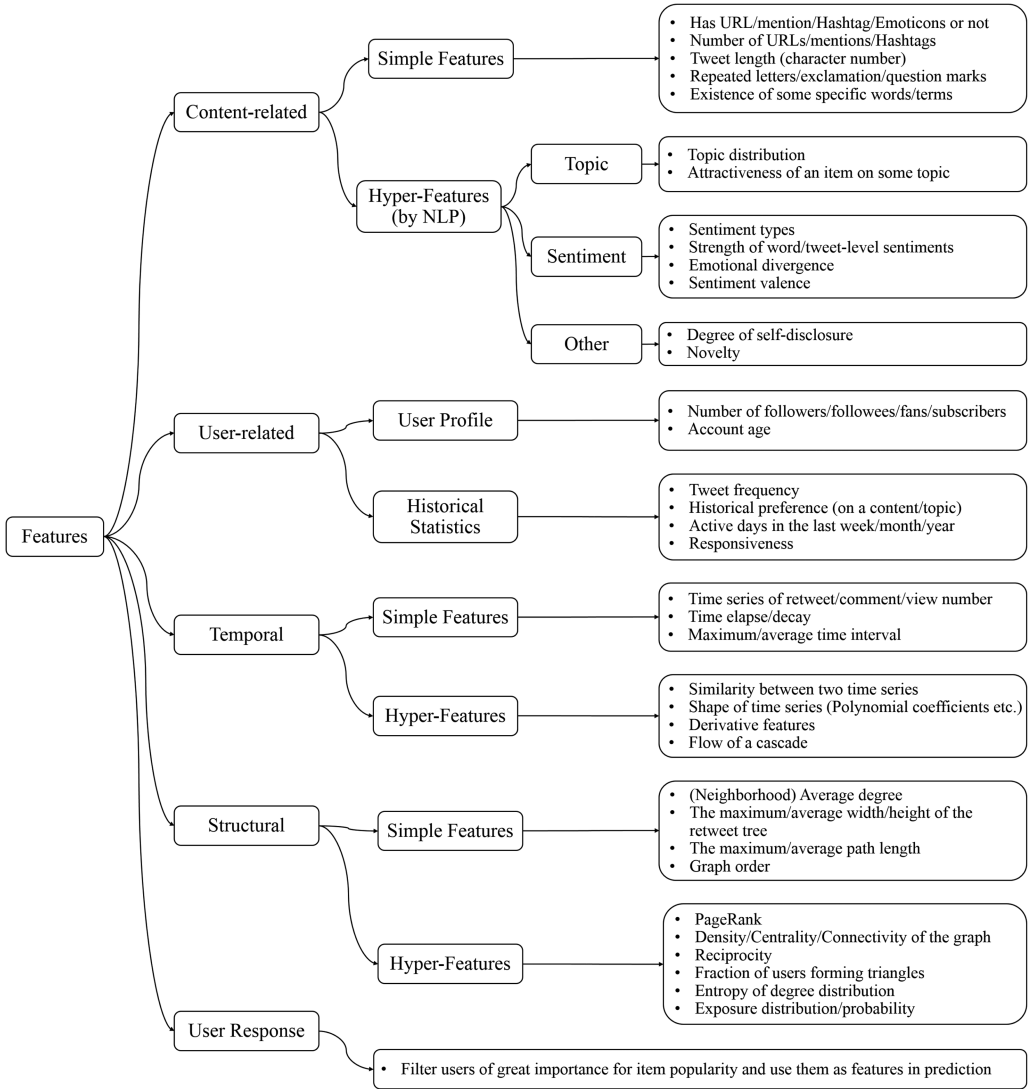 Features
Content-related
Simple Features
• Has URL/mention/Hashtag/Emoticons or not
• Number of URLs/mentions/Hashtags
• Tweet length (character number)
• Repeated letters/exclamation/question marks
• Existence of some specific words/terms
Hyper-Features
(by NLP)
Topic
• Topic distribution
• Attractiveness of an item on some topic
Sentiment
• Sentiment types
• Strength of word/tweet-level sentiments
• Emotional divergence
• Sentiment valence
Other
• Degree of self-disclosure
• Novelty
User-related
User Profile
• Number of followers/followees/fans/subscribers
• Account age
Historical
Statistics
• Tweet frequency
• Historical preference (on a content/topic)
• Active days in the last week/month/year
• Responsiveness
Temporal
Simple Features
• Time series of retweet/comment/view number
• Time elapse/decay
• Maximum/average time interval
Hyper-Features
• Similarity between two time series
• Shape of time series (Polynomial coefficients etc.)
• Derivative features
• Flow of a cascade
Structural
Simple Features
• (Neighborhood) Average degree
• The maximum/average width/height of the
retweet tree
• The maximum/average path length
• Graph order
Hyper-Features
• PageRank
• Density/Centrality/Connectivity of the graph
• Reciprocity
• Fraction of users forming triangles
• Entropy of degree distribution
• Exposure distribution/probability
User Response
• Filter users of great importance for item popularity and use them as features in prediction